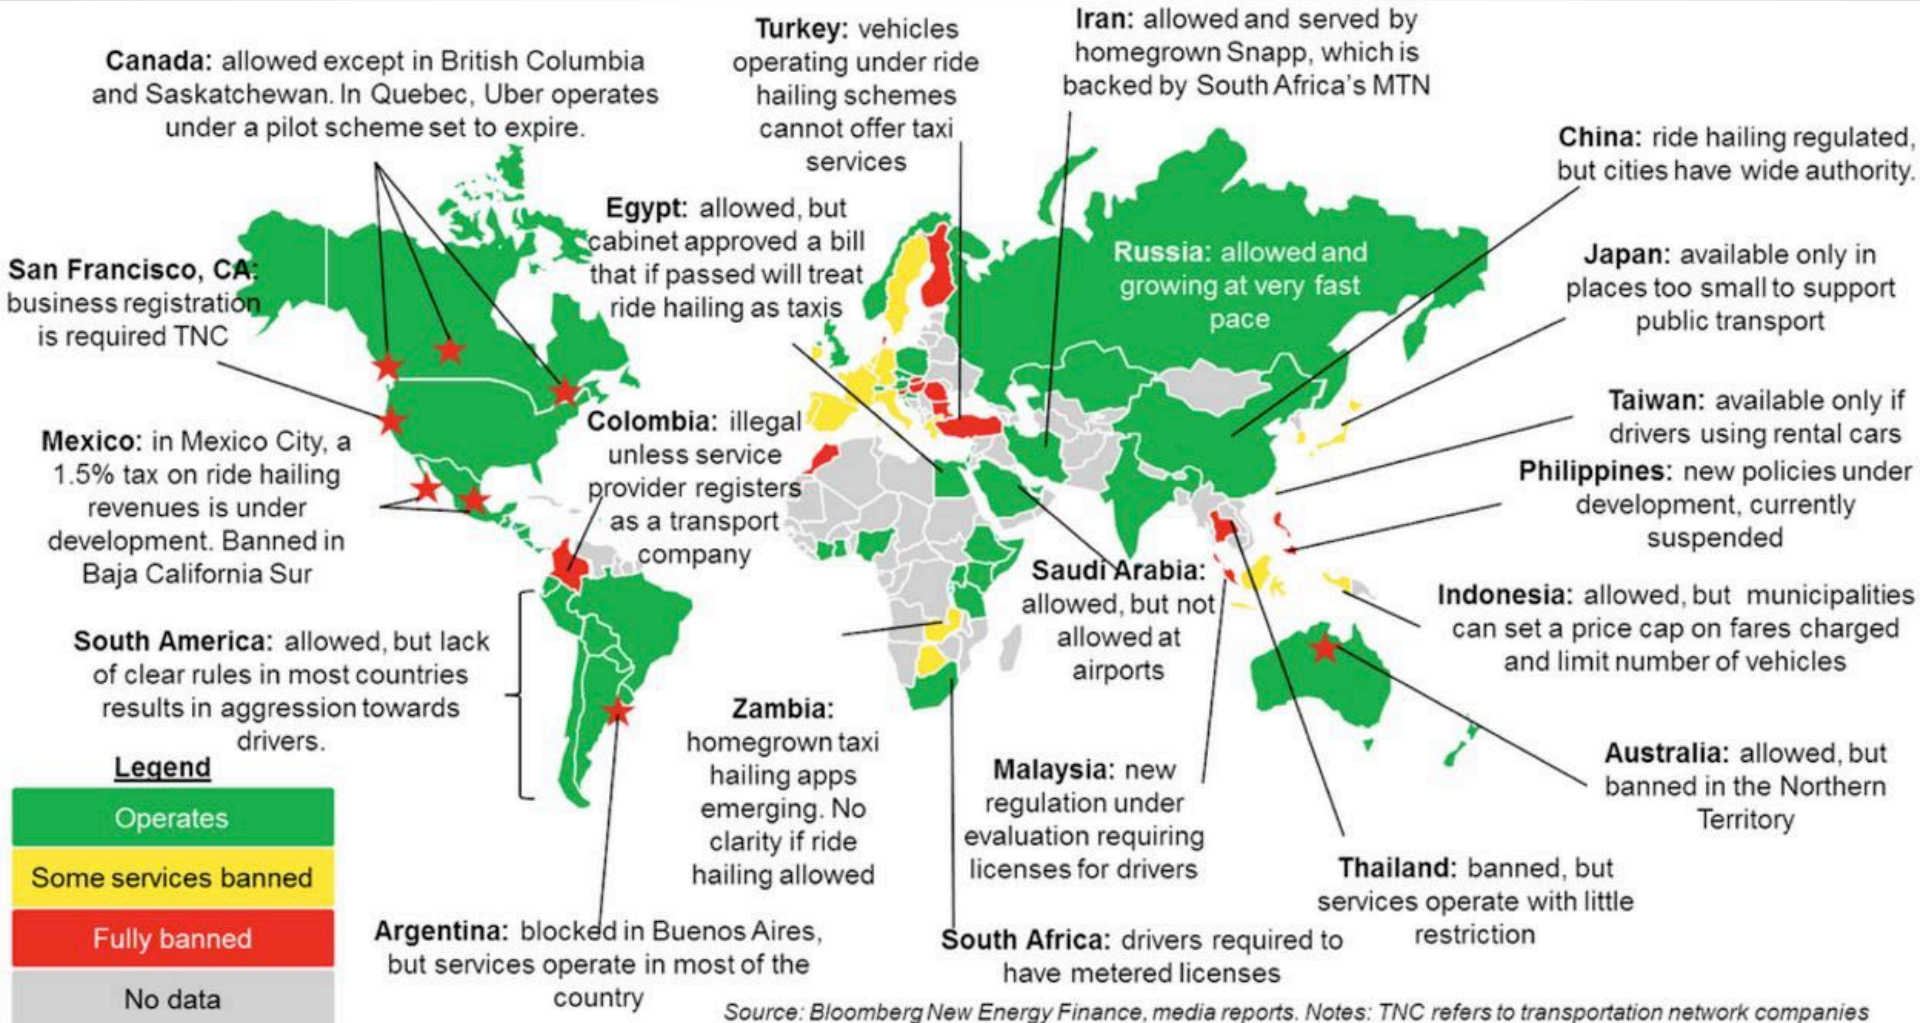 Canada: allowed except in British Columbia
and Saskatchewan. In Quebec, Uber operates
under a pilot scheme set to expire.
Turkey: vehicles
operating under ride
hailing schemes
cannot offer taxi
services
Iran: allowed and served by
homegrown Snapp, which is
backed by South Africa's MTN
China: ride hailing regulated,
but cities have wide authority.
San Francisco, CA:
business registration
is required TNC
Egypt: allowed, but
cabinet approved a bill
that if passed will treat
ride hailing as taxis
Russia: allowed and
growing at very fast
pace
Japan: available only in
places too small to support
public transport
Mexico: in Mexico City, a
1.5% tax on ride hailing
revenues is under
development. Banned in
Baja California Sur
Colombia: illegal
unless service
provider registers
as a transport
company
Taiwan: available only if
drivers using rental cars
Philippines: new policies under
development, currently
suspended
South America: allowed, but lack
of clear rules in most countries
results in aggression towards
drivers.
Saudi Arabia:
allowed, but not
allowed at
airports
Indonesia: allowed, but municipalities
can set a price cap on fares charged
and limit number of vehicles
Zambia:
homegrown taxi
hailing apps
emerging. No
clarity if ride
hailing allowed
Malaysia: new
regulation under
evaluation requiring
licenses for drivers
Australia: allowed, but
banned in the Northern
Territory
Thailand: banned, but
services operate with little
restriction
Legend
Operates
Some services banned
Fully banned
No data
Argentina: blocked in Buenos Aires,
but services operate in most of the
country
South Africa: drivers required to
have metered licenses
Source: Bloomberg New Energy Finance, media reports. Notes: TNC refers to transportation network companies